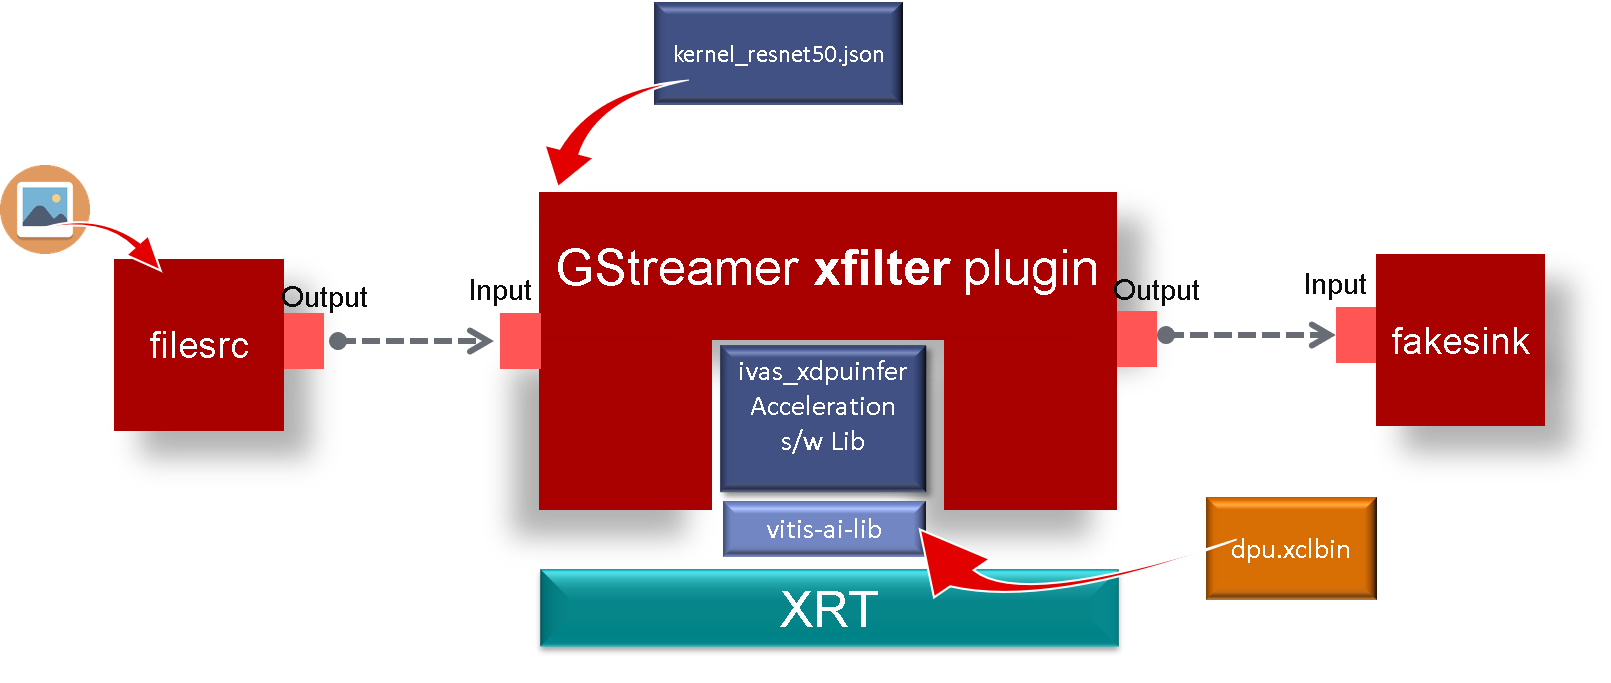 kernel_resnet50.json
GStreamer xfilter plugin
Output
Input
Output
Input
filesrc
fakesink
ivas_xdpuinfer
Acceleration
s/w Lib
vitis-ai-lib
dpu.xclbin
XRT